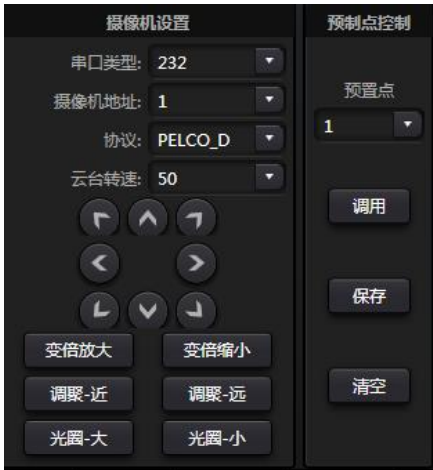 摄像机设置
串口类型: 232
摄像机地址: 1
协议: PELCO_D
云台转速: 50
变倍放大 变倍缩小
调聚-近 调聚-远
光圈-大 光圈-小
预制点控制
预置点
1
调用
保存
清空